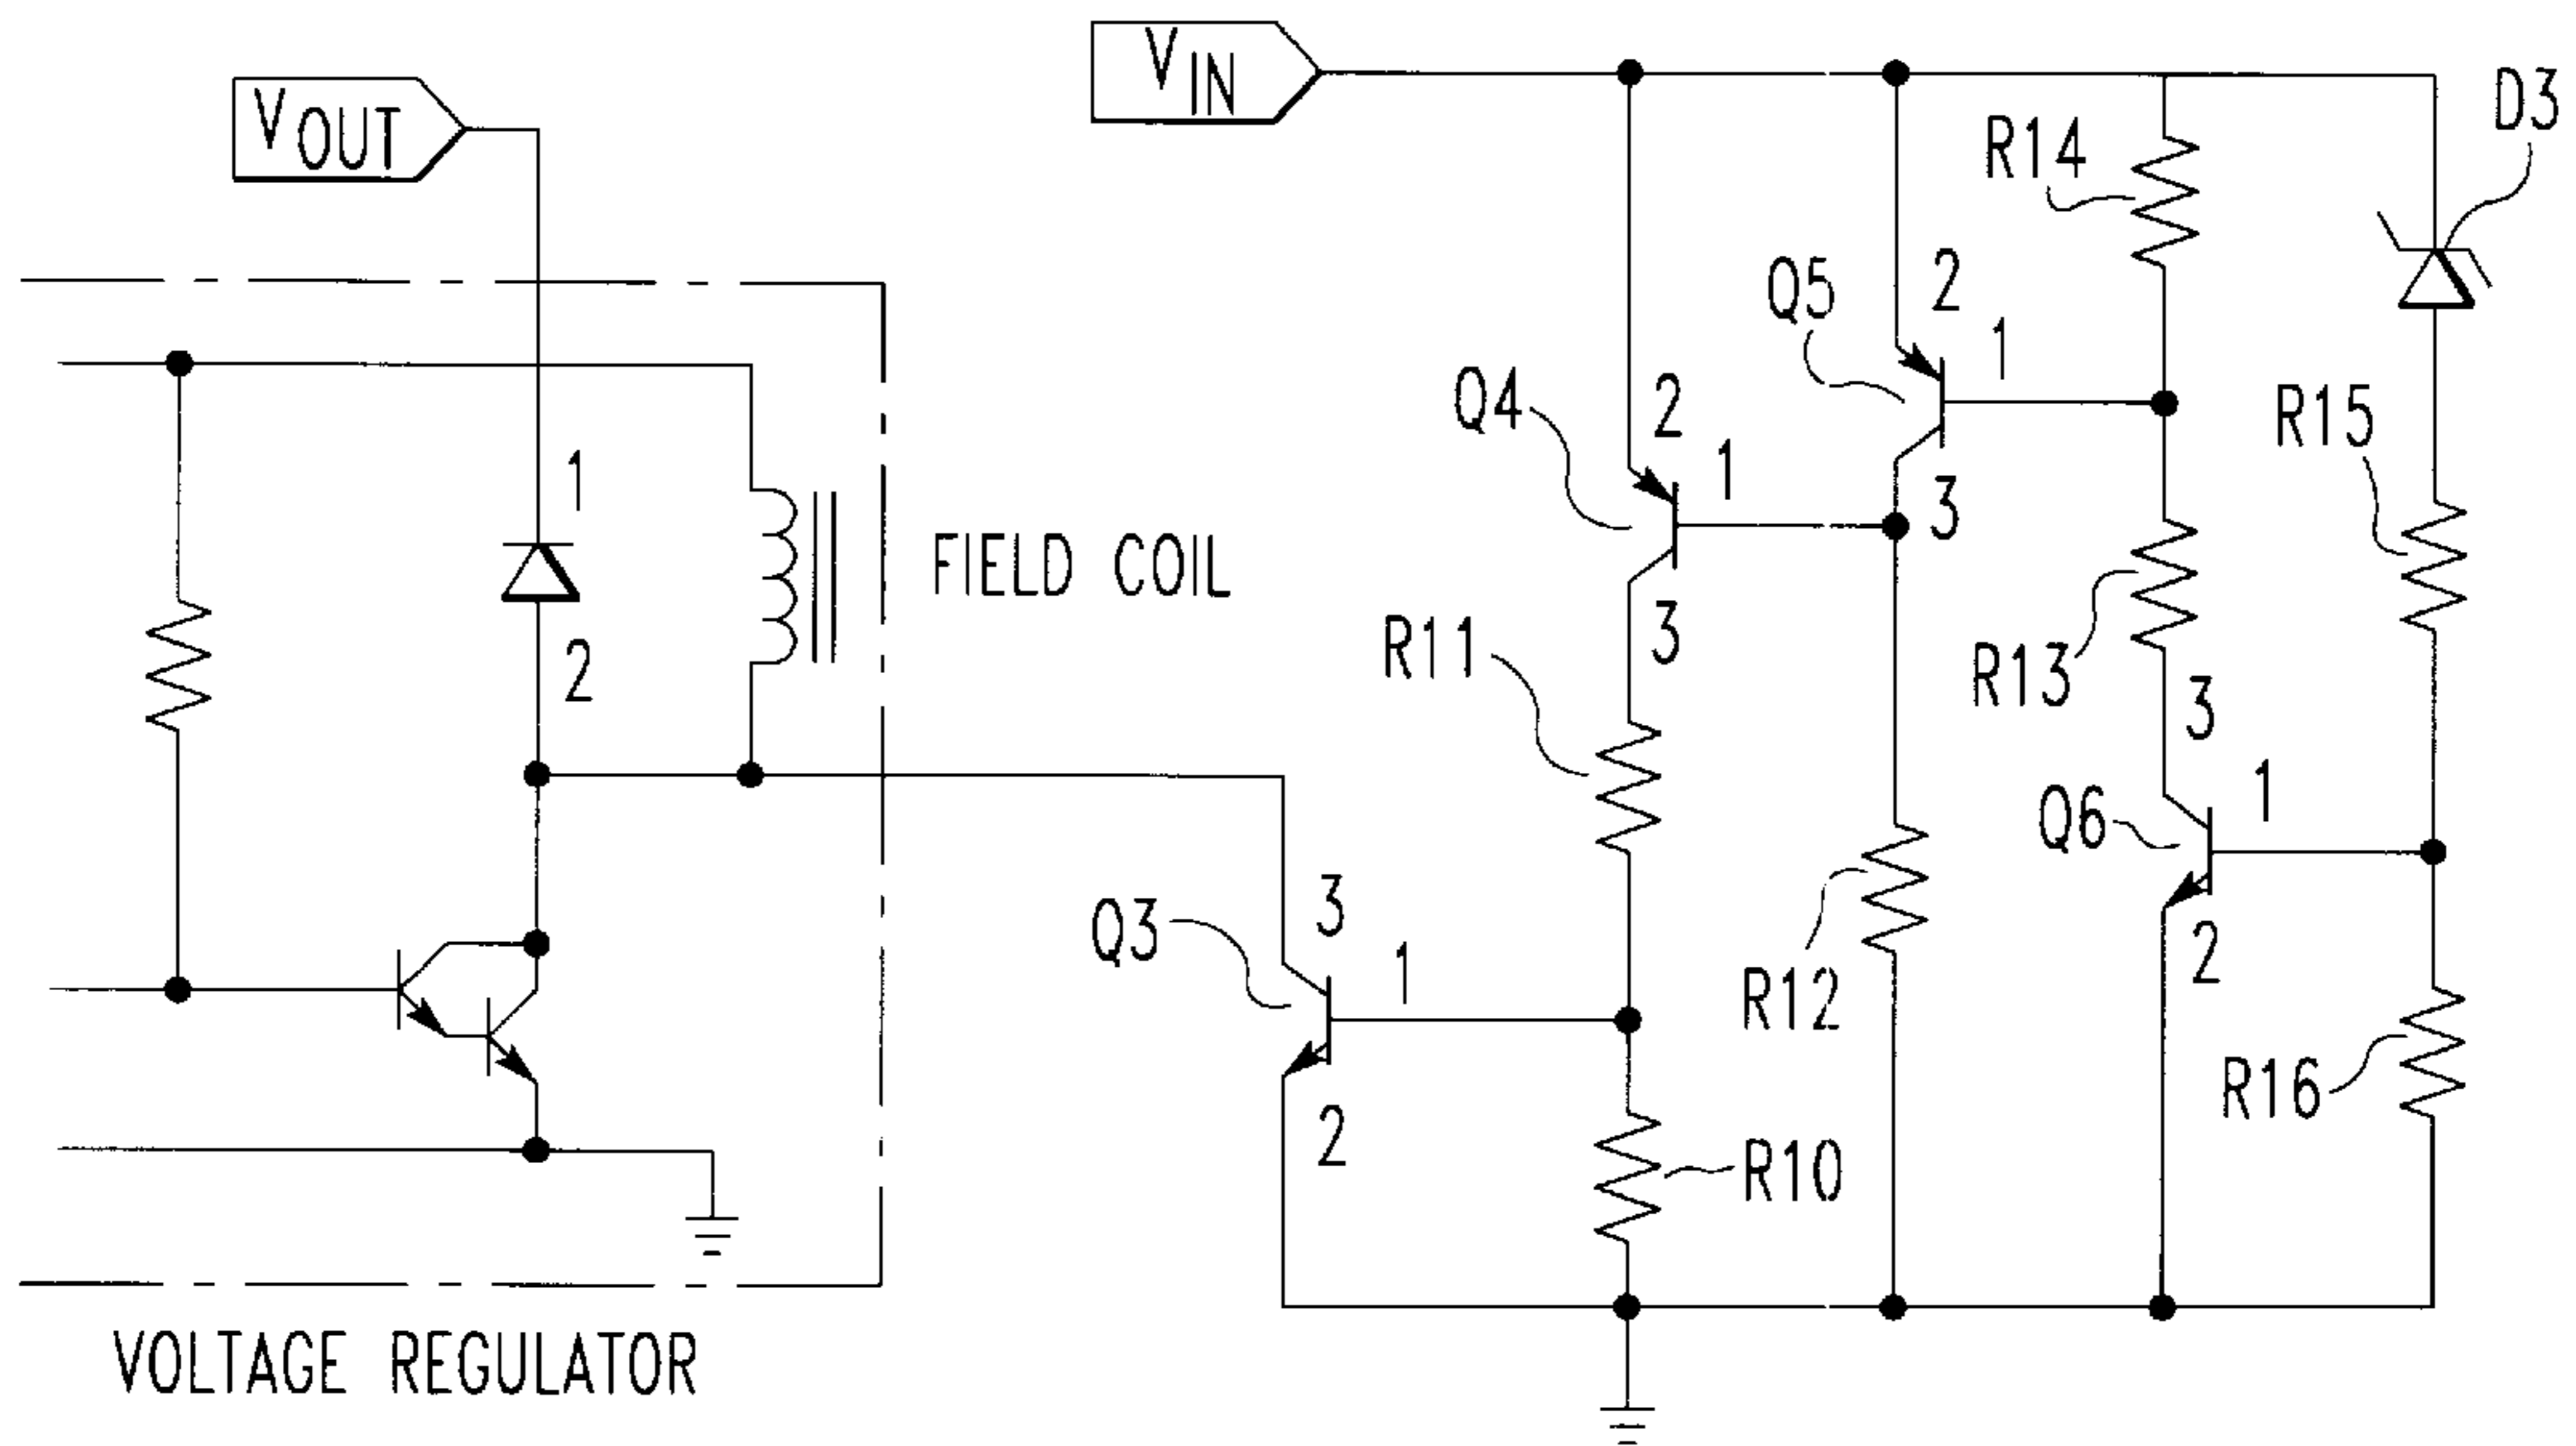 VOUT
VIN
D3
R14
Q5
2
1
Q4
2
1
3
R15
1
FIELD COIL
R11
3
R13
2
3
Q6
1
Q3
3
1
R12
2
2
R10
R16
VOLTAGE REGULATOR